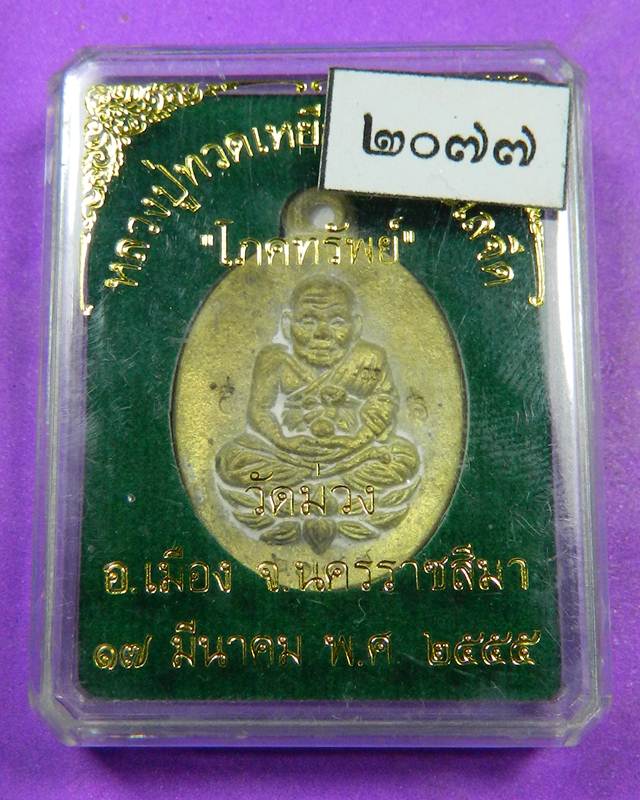 ๒๐๗๗
หลวงปู่ทวดเหยี
"โภคทรัพย์"
วัดม่วง
อ.เมือง จ.นครราชสีมา
๑๗ มีนาคม พ.ศ ๒๕๕๕